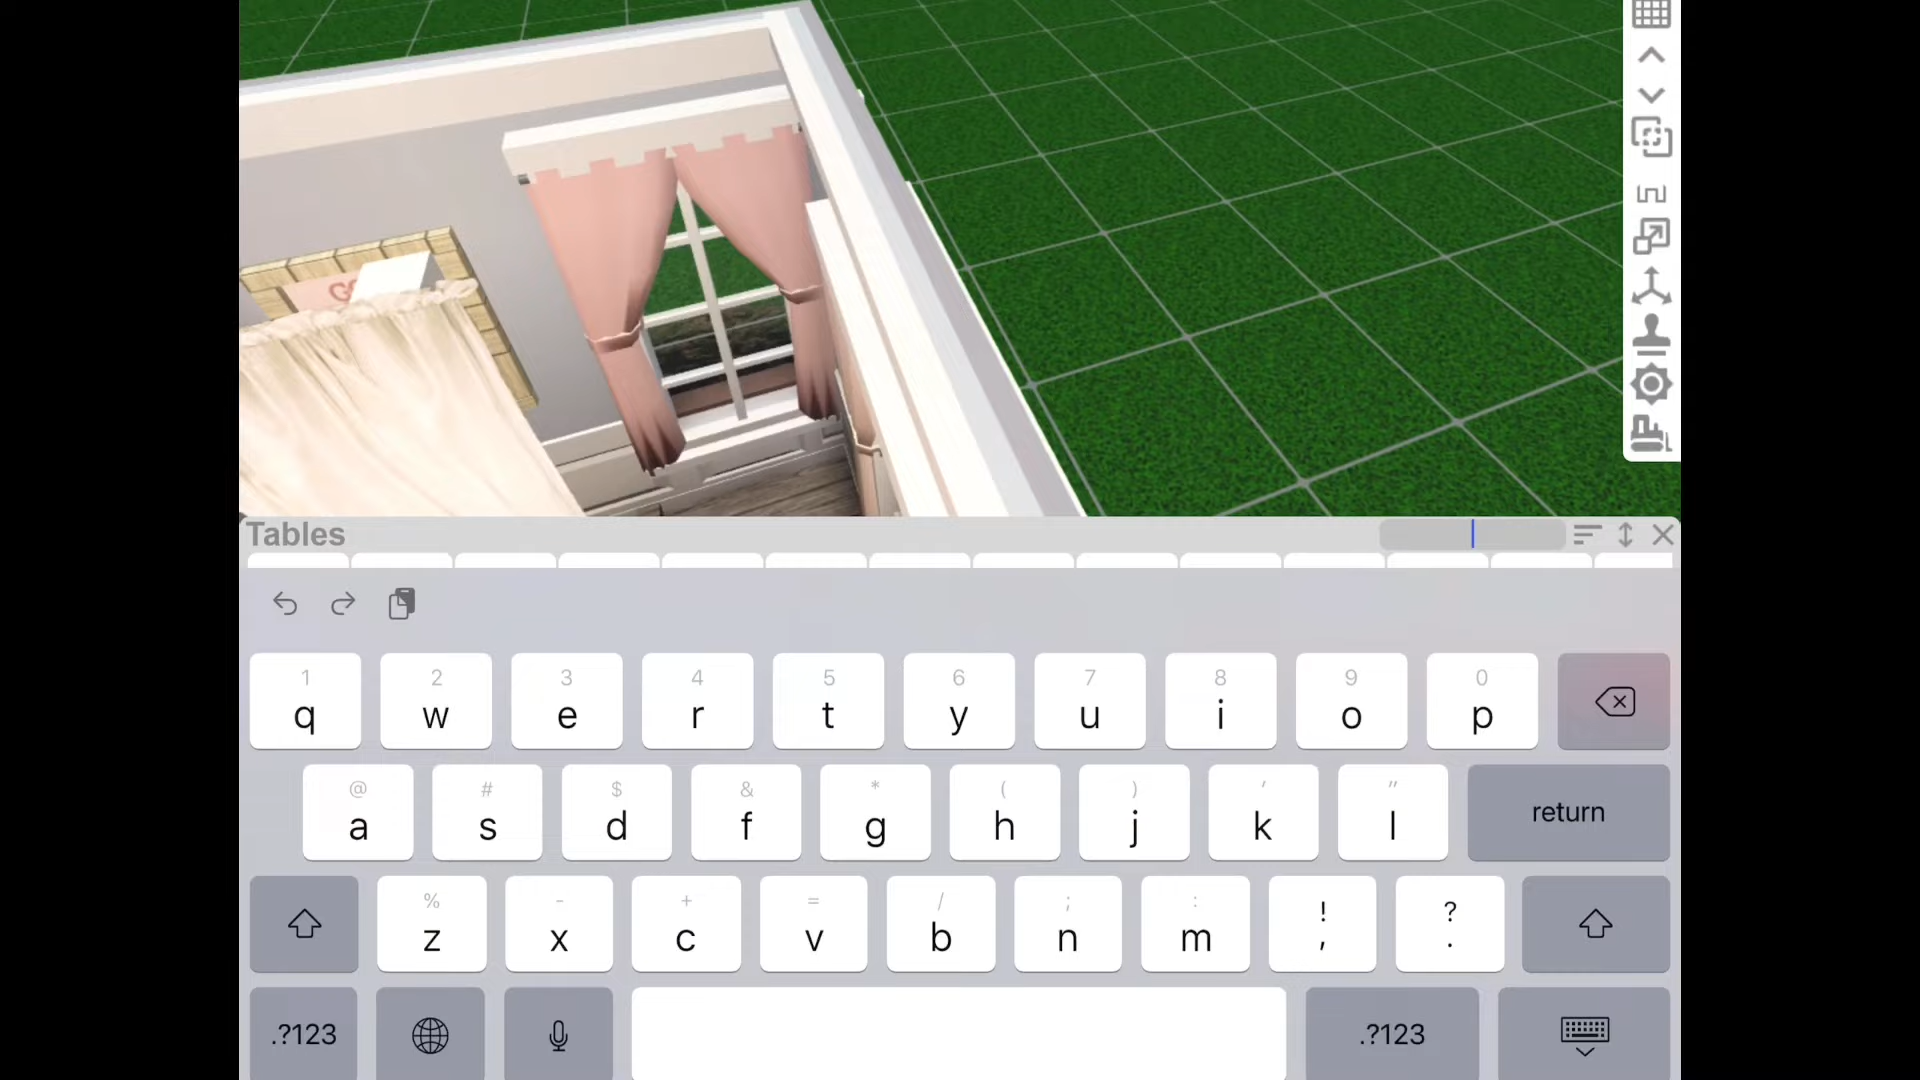 Tables
1 2 3 4 5 6 7 8 9 0
q w e r t y u i o p
@ # $ & * ( ) ' "
a s d f g h j k l return
% - + = / ; : ! ?
z x c v b n m , .
.?123 .?123